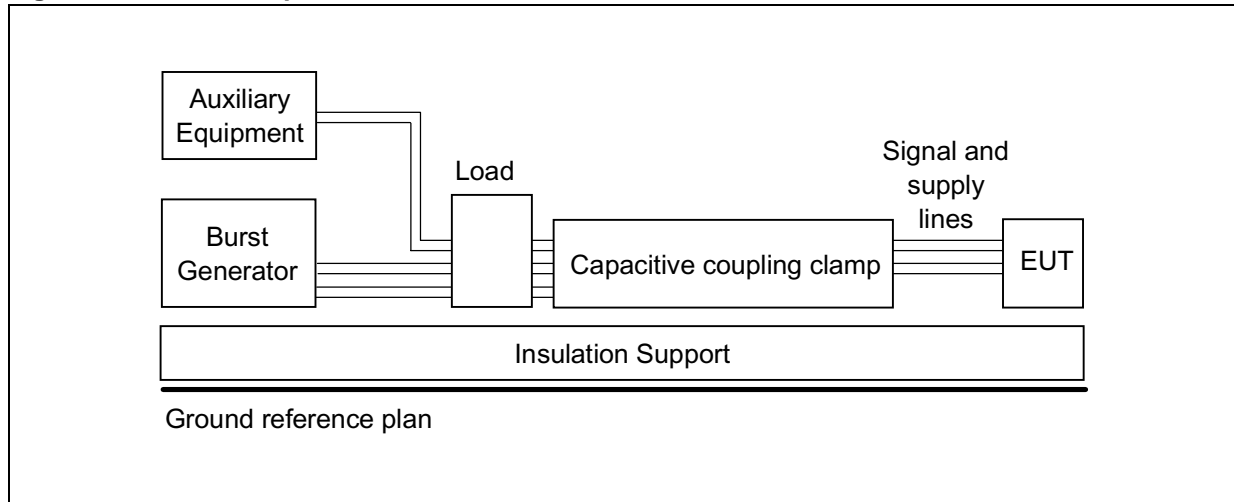 Auxiliary
Equipment
Load
Signal and
supply
lines
Burst
Generator
Capacitive coupling clamp
EUT
Insulation Support
Ground reference plan